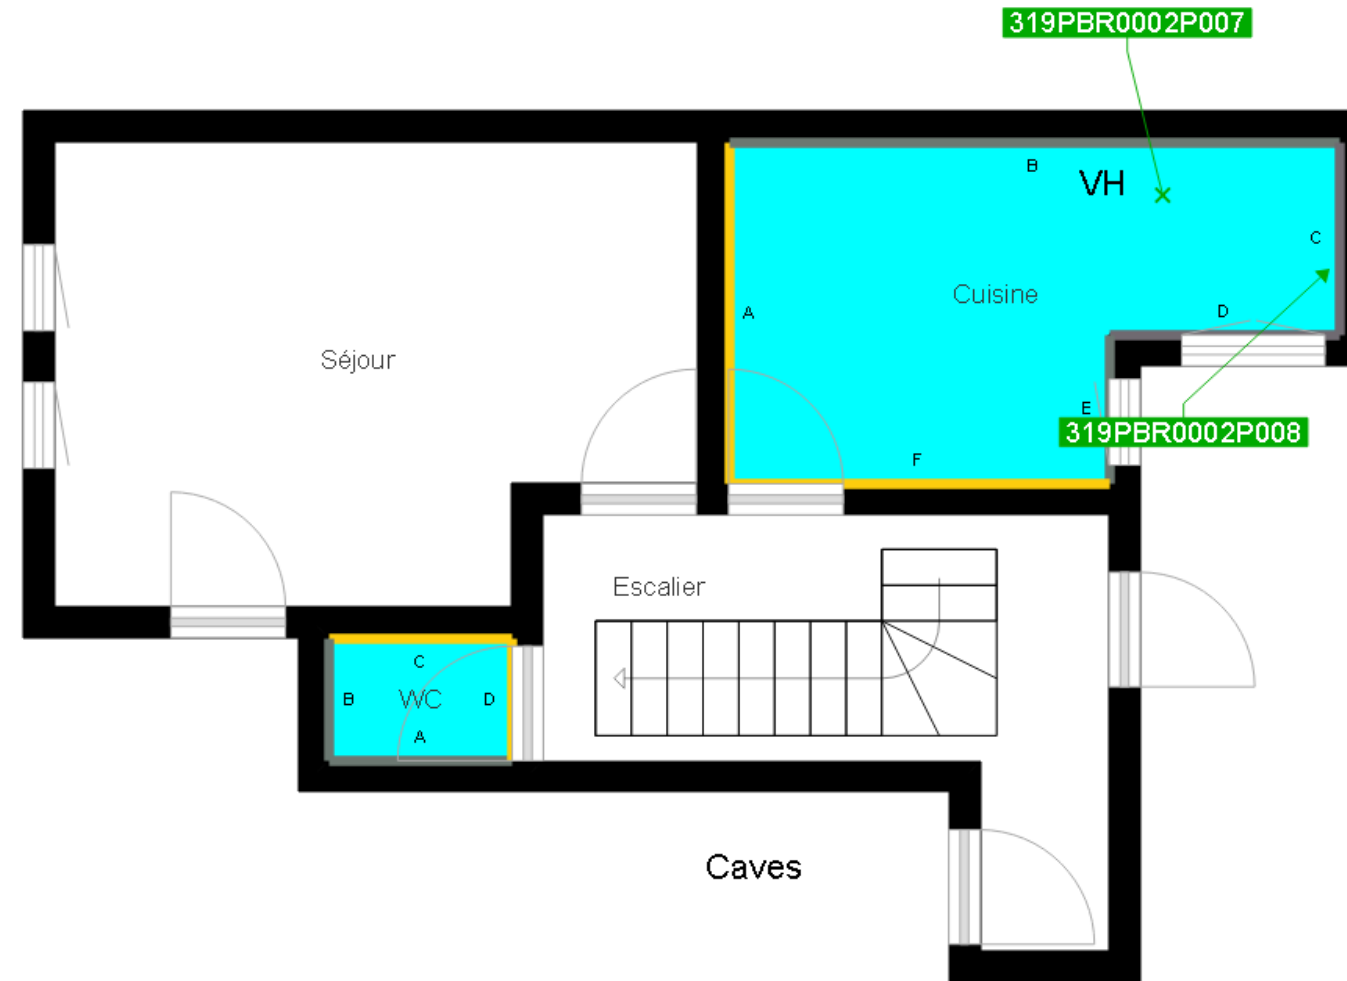 319PBR0002P007
B
VH
C
Cuisine
A
D
Séjour
E
319PBR0002P008
F
Escalier
C
B
WC
D
A
Caves